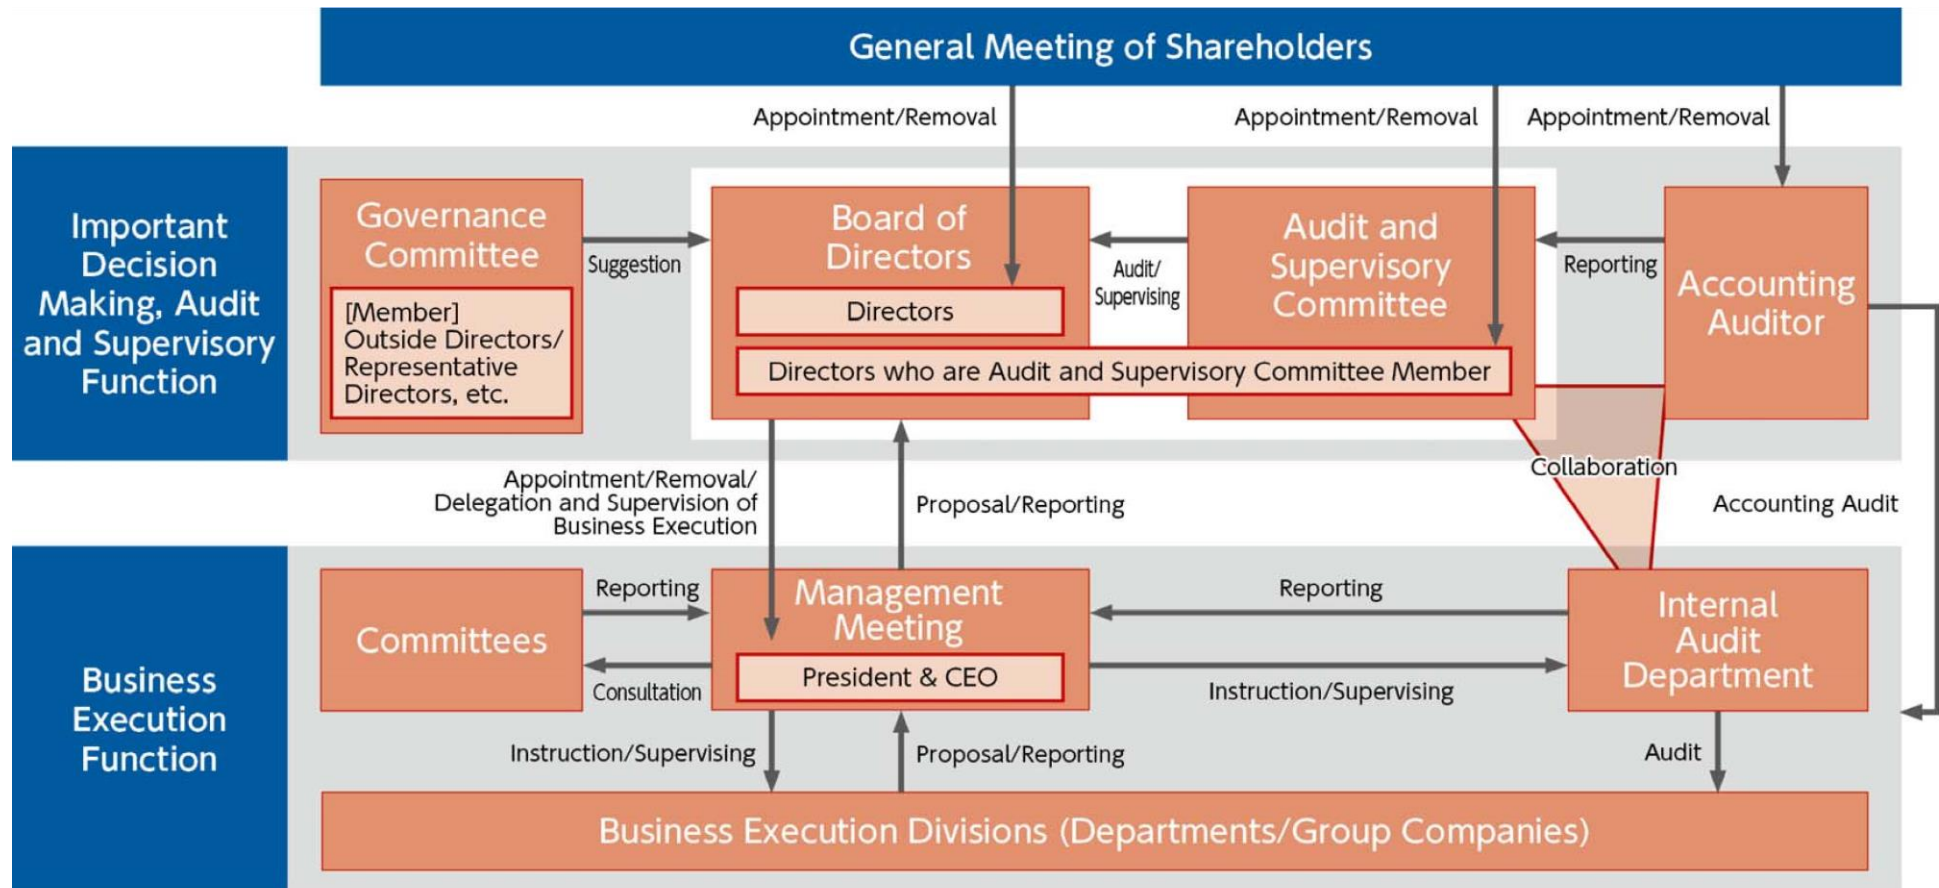 General Meeting of Shareholders
Appointment/Removal
Appointment/Removal
Appointment/Removal
Important
Decision
Making, Audit
and Supervisory
Function
Governance
Committee
[Member]
Outside Directors/
Representative
Directors, etc.
Suggestion
Board of
Directors
Directors
Audit/
Supervising
Audit and
Supervisory
Committee
Directors who are Audit and Supervisory Committee Member
Reporting
Accounting
Auditor
Collaboration
Accounting Audit
Appointment/Removal/
Delegation and Supervision of
Business Execution
Proposal/Reporting
Business
Execution
Function
Committees
Reporting
Consultation
Management
Meeting
President & CEO
Reporting
Instruction/Supervising
Internal
Audit
Department
Instruction/Supervising
Proposal/Reporting
Audit
Business Execution Divisions (Departments/Group Companies)